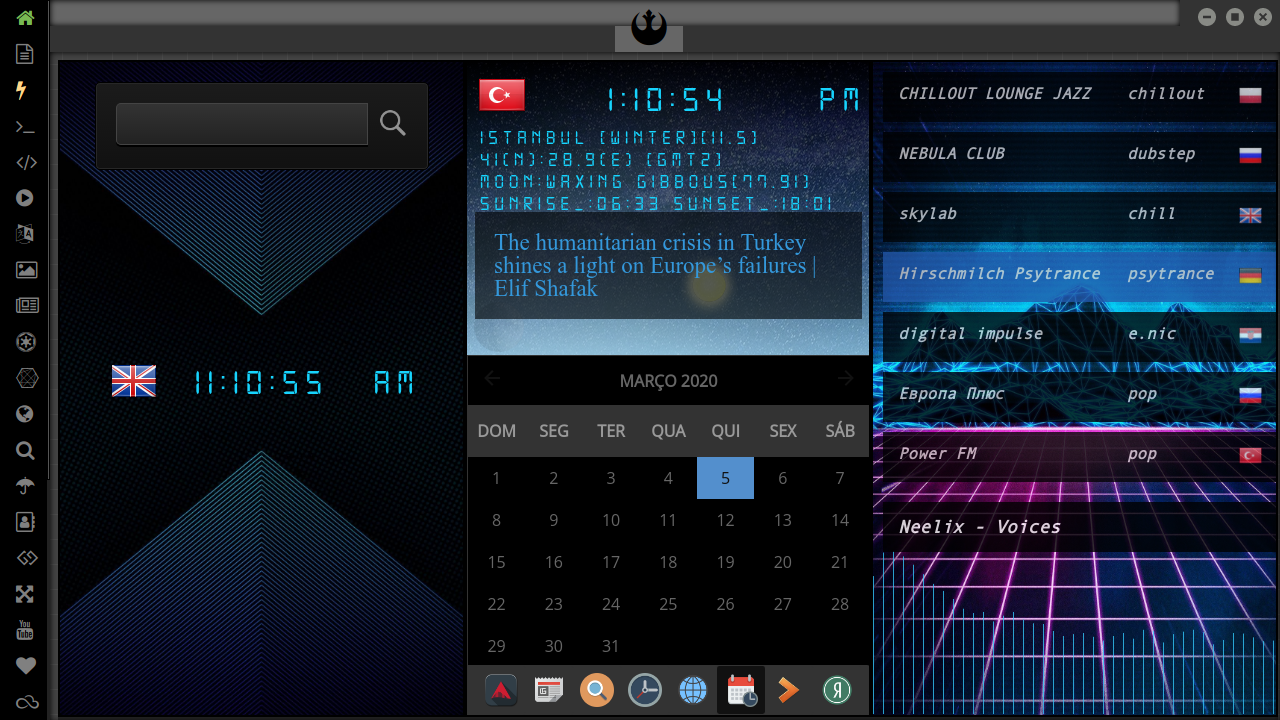 1:10:54 PM
ISTANBUL [WINTER][11.5]
41(N):28.9(E) [GMT2]
MOON:WAXING GIBBOUS[77.91]
SUNRISE_:06:33 SUNSET_:18:01
The humanitarian crisis in Turkey
shines a light on Europe’s failures |
Elif Shafak
11:10:55 AM
MARÇO 2020
DOM SEG TER QUA QUI SEX SÁB
1 2 3 4 5 6 7
8 9 10 11 12 13 14
15 16 17 18 19 20 21
22 23 24 25 26 27 28
29 30 31
CHILLOUT LOUNGE JAZZ chillout
NEBULA CLUB dubstep
skylab chill
Hirschmilch Psytrance psytrance
digital impulse e.nic
Европа Плюс pop
Power FM pop
Neelix - Voices
You
Tube
Я